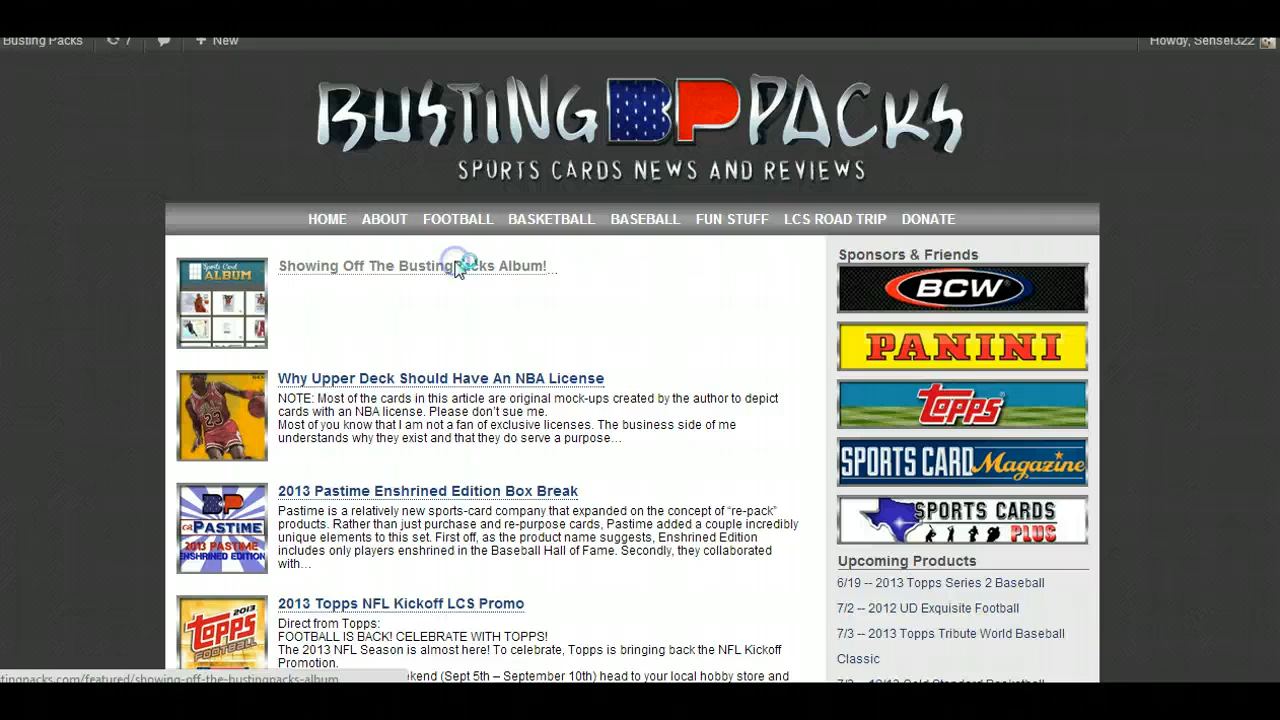 Busting Packs 7 + New Howdy, Sensei322
BUSTING BP PACKS
SPORTS CARDS NEWS AND REVIEWS
HOME ABOUT FOOTBALL BASKETBALL BASEBALL FUN STUFF LCS ROAD TRIP DONATE
Showing Off The BustingPacks Album!
...
Sports Card
ALBUM
Why Upper Deck Should Have An NBA License
NOTE: Most of the cards in this article are original mock-ups created by the author to depict
cards with an NBA license. Please don't sue me.
Most of you know that I am not a fan of exclusive licenses. The business side of me
understands why they exist and that they do serve a purpose…
23
2013 Pastime Enshrined Edition Box Break
Pastime is a relatively new sports-card company that expanded on the concept of “re-pack”
products. Rather than just purchase and re-purpose cards, Pastime added a couple incredibly
unique elements to this set. First off, as the product name suggests, Enshrined Edition
includes only players enshrined in the Baseball Hall of Fame. Secondly, they collaborated
with…
BP
PASTIME
2013 PASTIME
ENSHRINED EDITION
2013 Topps NFL Kickoff LCS Promo
Direct from Topps:
FOOTBALL IS BACK! CELEBRATE WITH TOPPS!
The 2013 NFL Season is almost here! To celebrate, Topps is bringing back the NFL Kickoff
Promotion.
(Sept 5th – September 10th) head to your local hobby store and
2013
Topps
FOOTBALL
Sponsors & Friends
BCW
PANINI
Topps
SPORTS CARD Magazine
SPORTS CARDS
PLUS
Upcoming Products
6/19 -- 2013 Topps Series 2 Baseball
7/2 -- 2012 UD Exquisite Football
7/3 -- 2013 Topps Tribute World Baseball
Classic
Gold Standard Basketball
tingpacks.com/featured/showing-off-the-bustingpacks-album